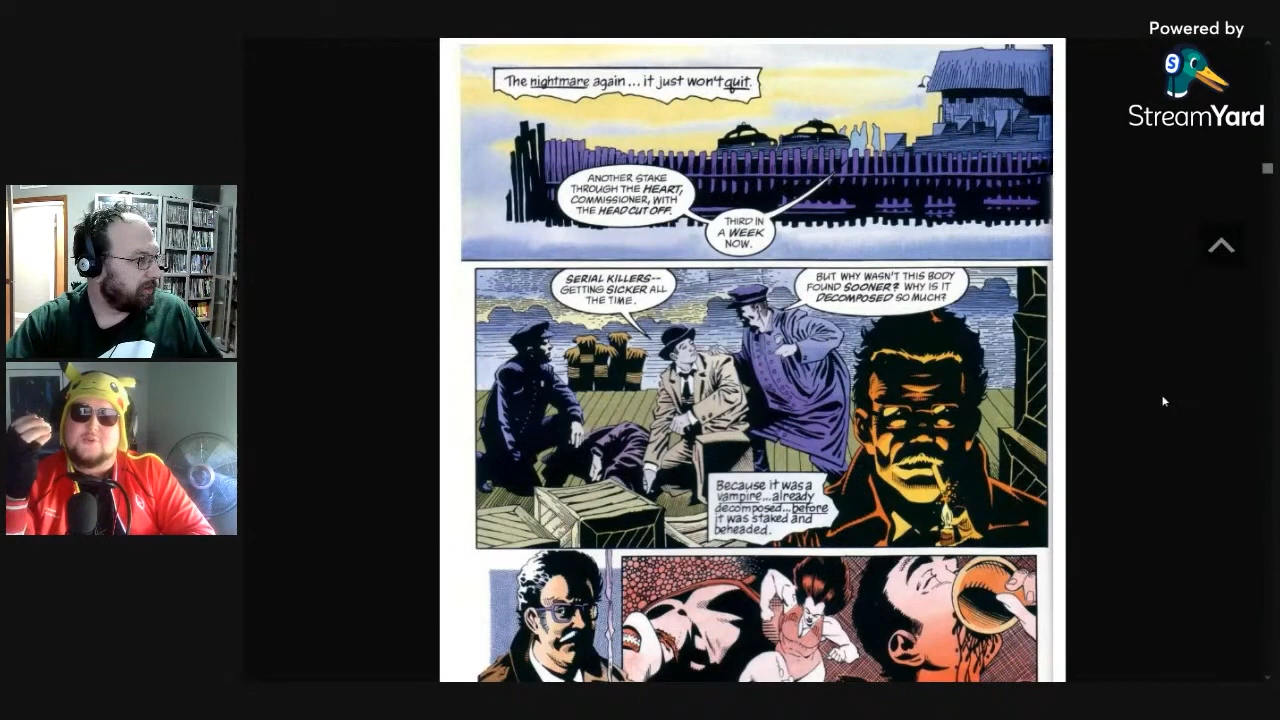 Powered by
StreamYard
The nightmare again... it just won't quit.
ANOTHER STAKE
THROUGH THE HEART,
COMMISSIONER, WITH
THE HEAD CUT OFF.
THIRD IN
A WEEK
NOW.
SERIAL KILLERS--
GETTING SICKER ALL
THE TIME.
BUT WHY WASN'T THIS BODY
FOUND SOONER? WHY IS IT
DECOMPOSED SO MUCH?
Because it was a
vampire...already
decomposed...before
it was staked and
beheaded.